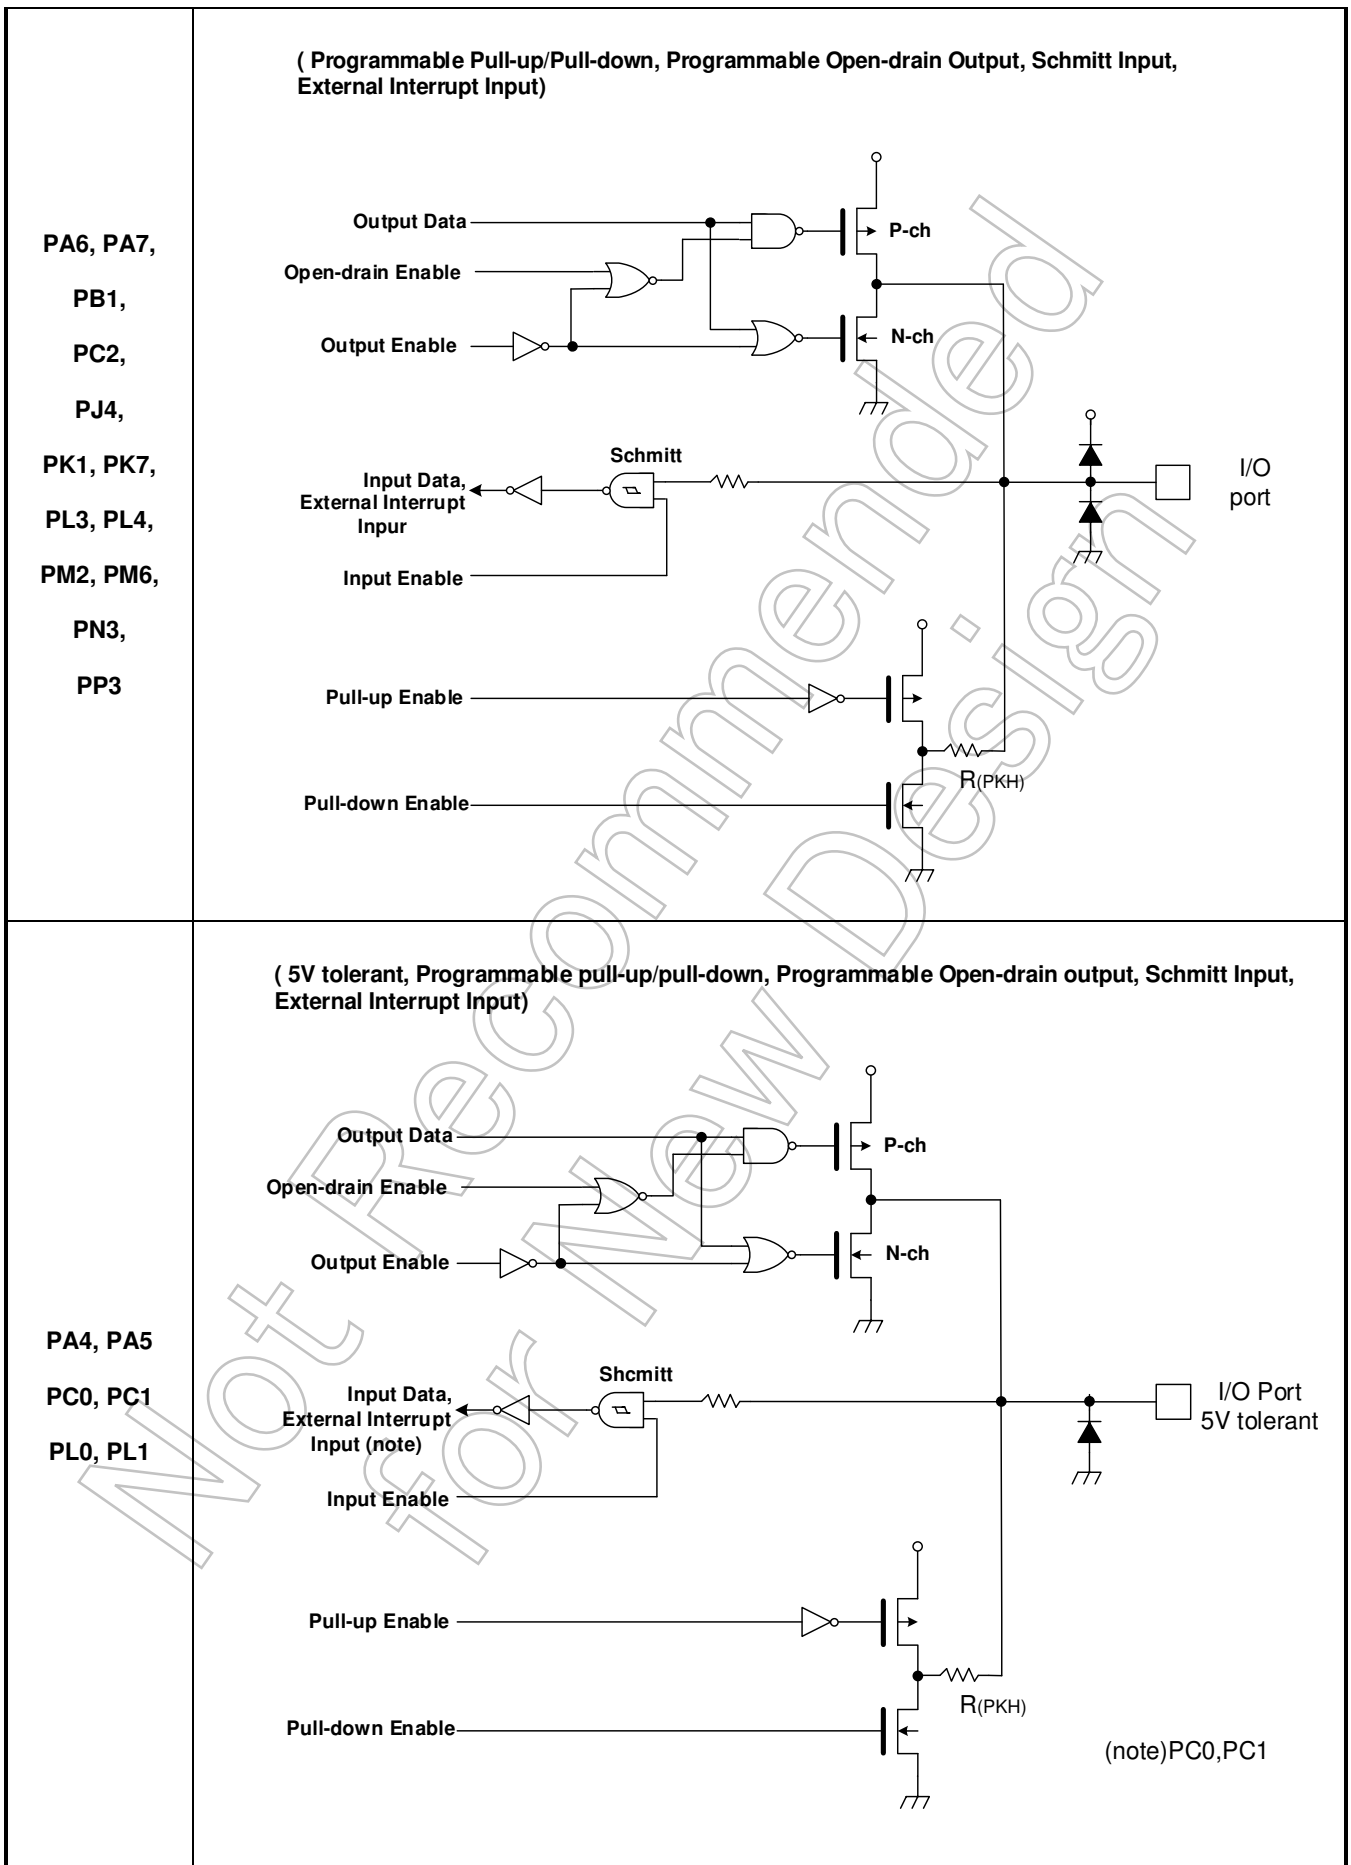 ( Programmable Pull-up/Pull-down, Programmable Open-drain Output, Schmitt Input,
External Interrupt Input)
PA6, PA7,
PB1,
PC2,
PJ4,
PK1, PK7,
PL3, PL4,
PM2, PM6,
PN3,
PP3
Output Data
P-ch
Open-drain Enable
Output Enable
N-ch
Schmitt
Input Data,
External Interrupt
Inpur
I/O
port
Input Enable
Pull-up Enable
R(PKH)
Pull-down Enable
( 5V tolerant, Programmable pull-up/pull-down, Programmable Open-drain output, Schmitt Input,
External Interrupt Input)
PA4, PA5
PC0, PC1
PL0, PL1
Output Data
P-ch
Open-drain Enable
Output Enable
N-ch
Shcmitt
Input Data,
External Interrupt
Input (note)
I/O Port
5V tolerant
Input Enable
Pull-up Enable
R(PKH)
Pull-down Enable
(note)PC0,PC1
Not Recommended
for New Design